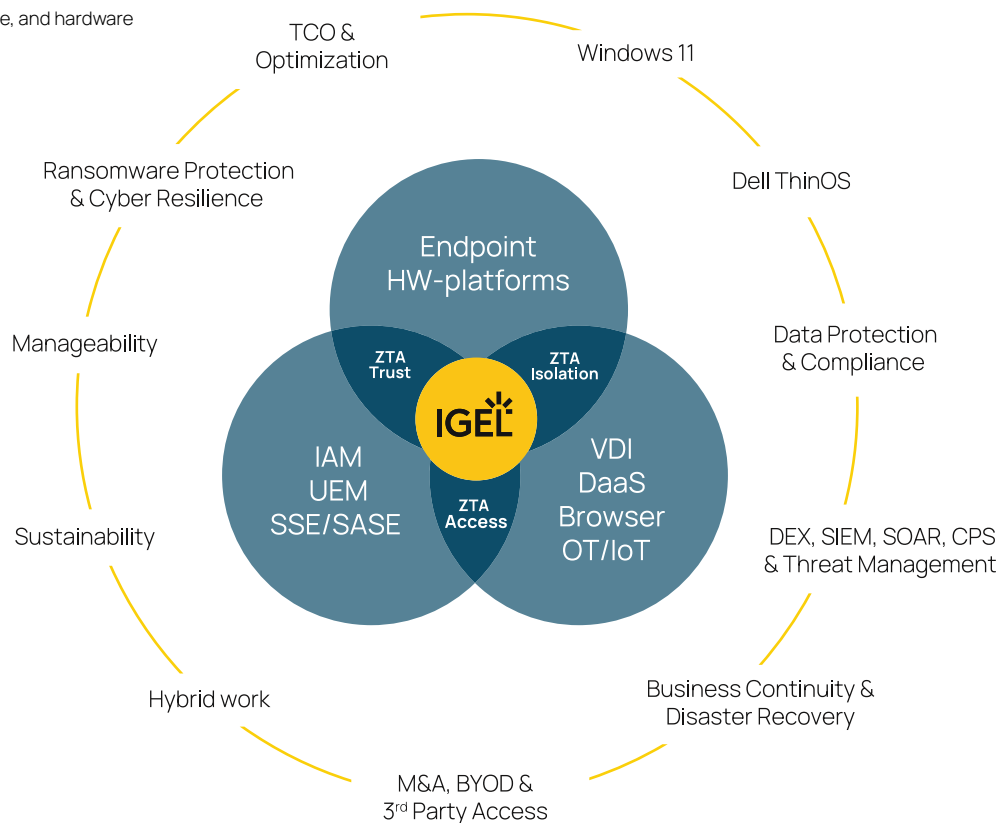 e, and hardware
TCO &
Optimization
Windows 11
Dell ThinOS
Data Protection
& Compliance
DEX, SIEM, SOAR, CPS
& Threat Management
Business Continuity &
Disaster Recovery
M&A, BYOD &
3rd Party Access
Hybrid work
Sustainability
Manageability
Ransomware Protection
& Cyber Resilience
Endpoint
HW-platforms
ZTA
Trust
ZTA
Isolation
IGEL
IAM
UEM
SSE/SASE
VDI
DaaS
Browser
OT/IoT
ZTA
Access